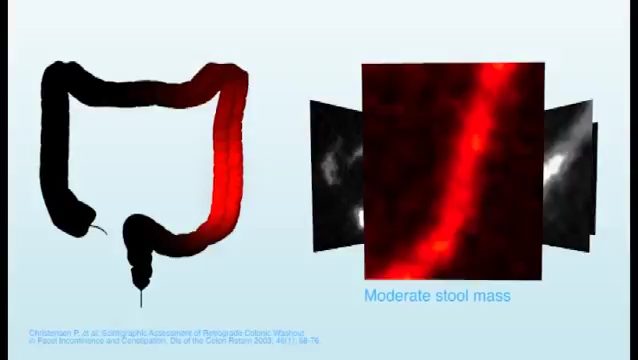 Moderate stool mass
Christensen P, et al. Scintigraphic Assessment of Retrograde Colonic Washout
in Fecal Incontinence and Constipation. Dis of the Colon Rectum 2003; 46(1): 68-76.